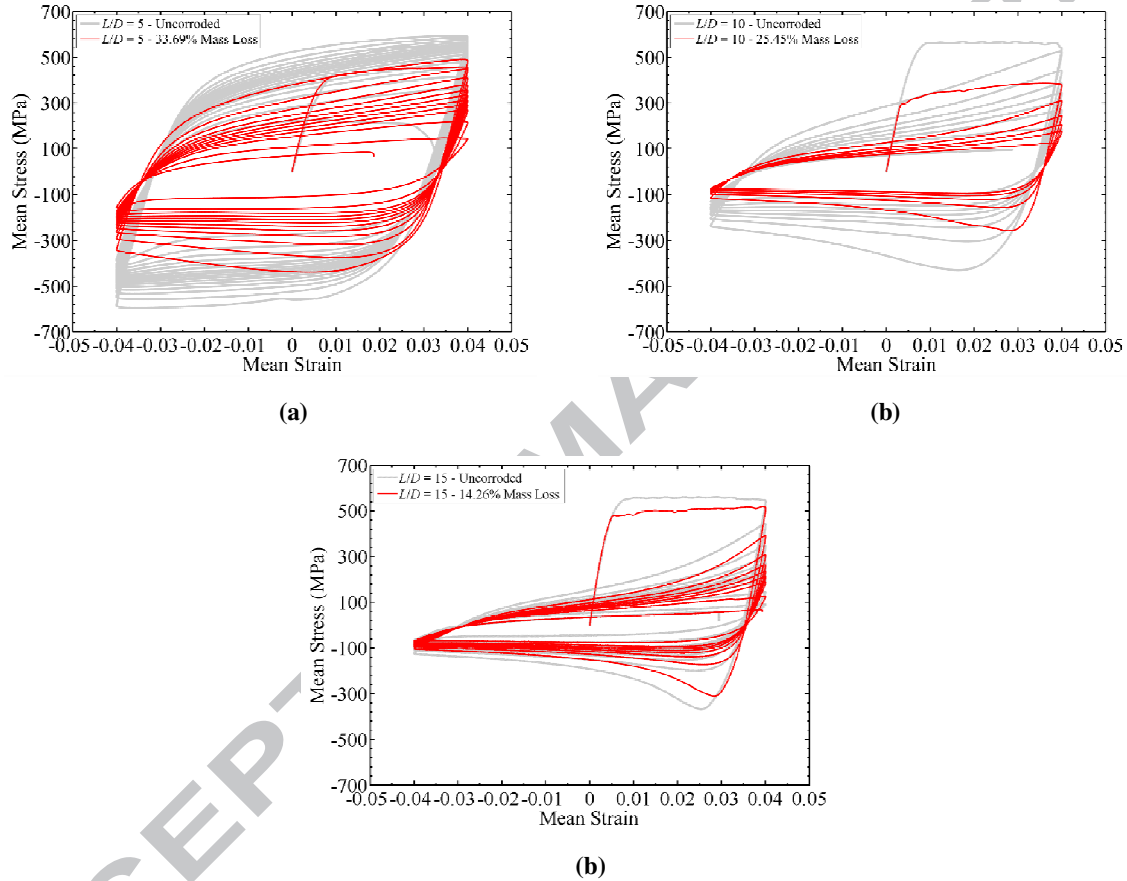 L/D = 5 - Uncorroded
L/D = 5 - 33.69% Mass Loss
700
500
300
100
-100
-300
-500
-700
Mean Stress (MPa)
-0.05 -0.04 -0.03 -0.02 -0.01 0 0.01 0.02 0.03 0.04 0.05
Mean Strain
(a)
L/D = 10 - Uncorroded
L/D = 10 - 25.45% Mass Loss
700
500
300
100
-100
-300
-500
-700
Mean Stress (MPa)
-0.05 -0.04 -0.03 -0.02 -0.01 0 0.01 0.02 0.03 0.04 0.05
Mean Strain
(b)
L/D = 15 - Uncorroded
L/D = 15 - 14.26% Mass Loss
700
500
300
100
-100
-300
-500
-700
Mean Stress (MPa)
-0.05 -0.04 -0.03 -0.02 -0.01 0 0.01 0.02 0.03 0.04 0.05
Mean Strain
(b)